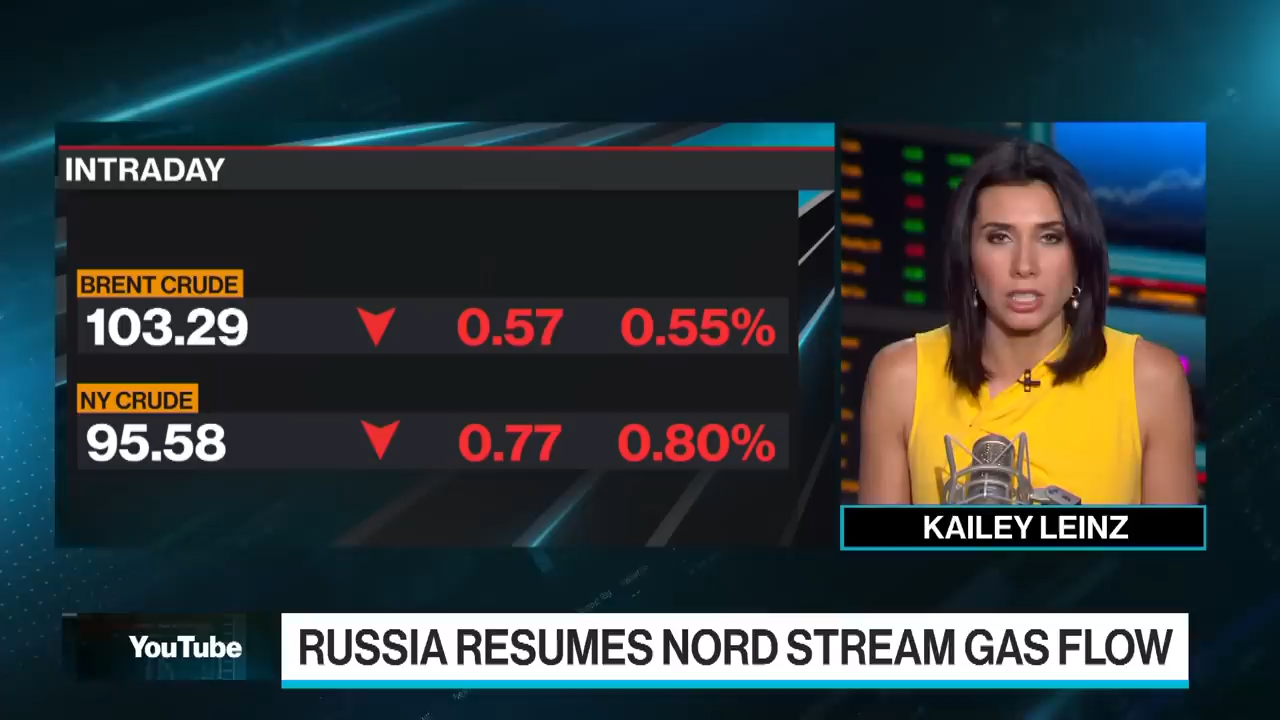 INTRADAY
BRENT CRUDE
103.29 0.57 0.55%
NY CRUDE
95.58 0.77 0.80%
KAILEY LEINZ
YouTube
RUSSIA RESUMES NORD STREAM GAS FLOW